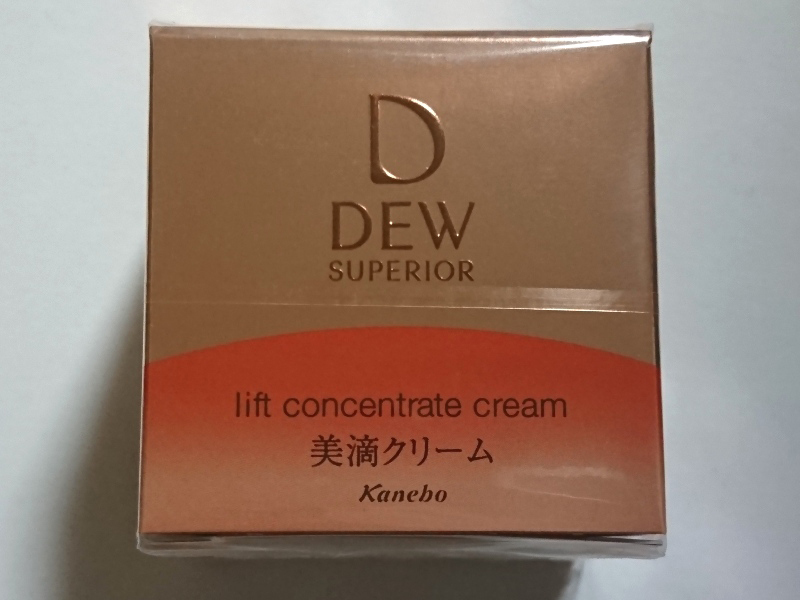 D
DEW
SUPERIOR
lift concentrate cream
美滴クリーム
Kanebo